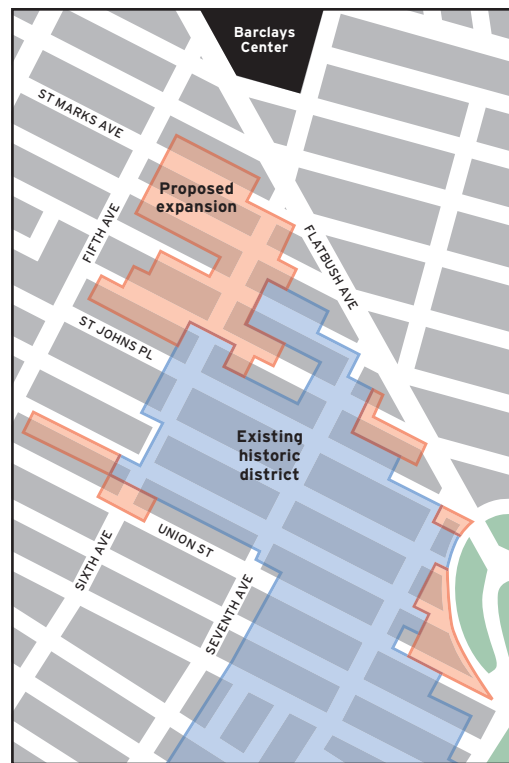 Barclays
Center
ST MARKS AVE
Proposed
expansion
FIFTH AVE
FLATBUSH AVE
ST JOHNS PL
Existing
historic
district
UNION ST
SIXTH AVE
SEVENTH AVE